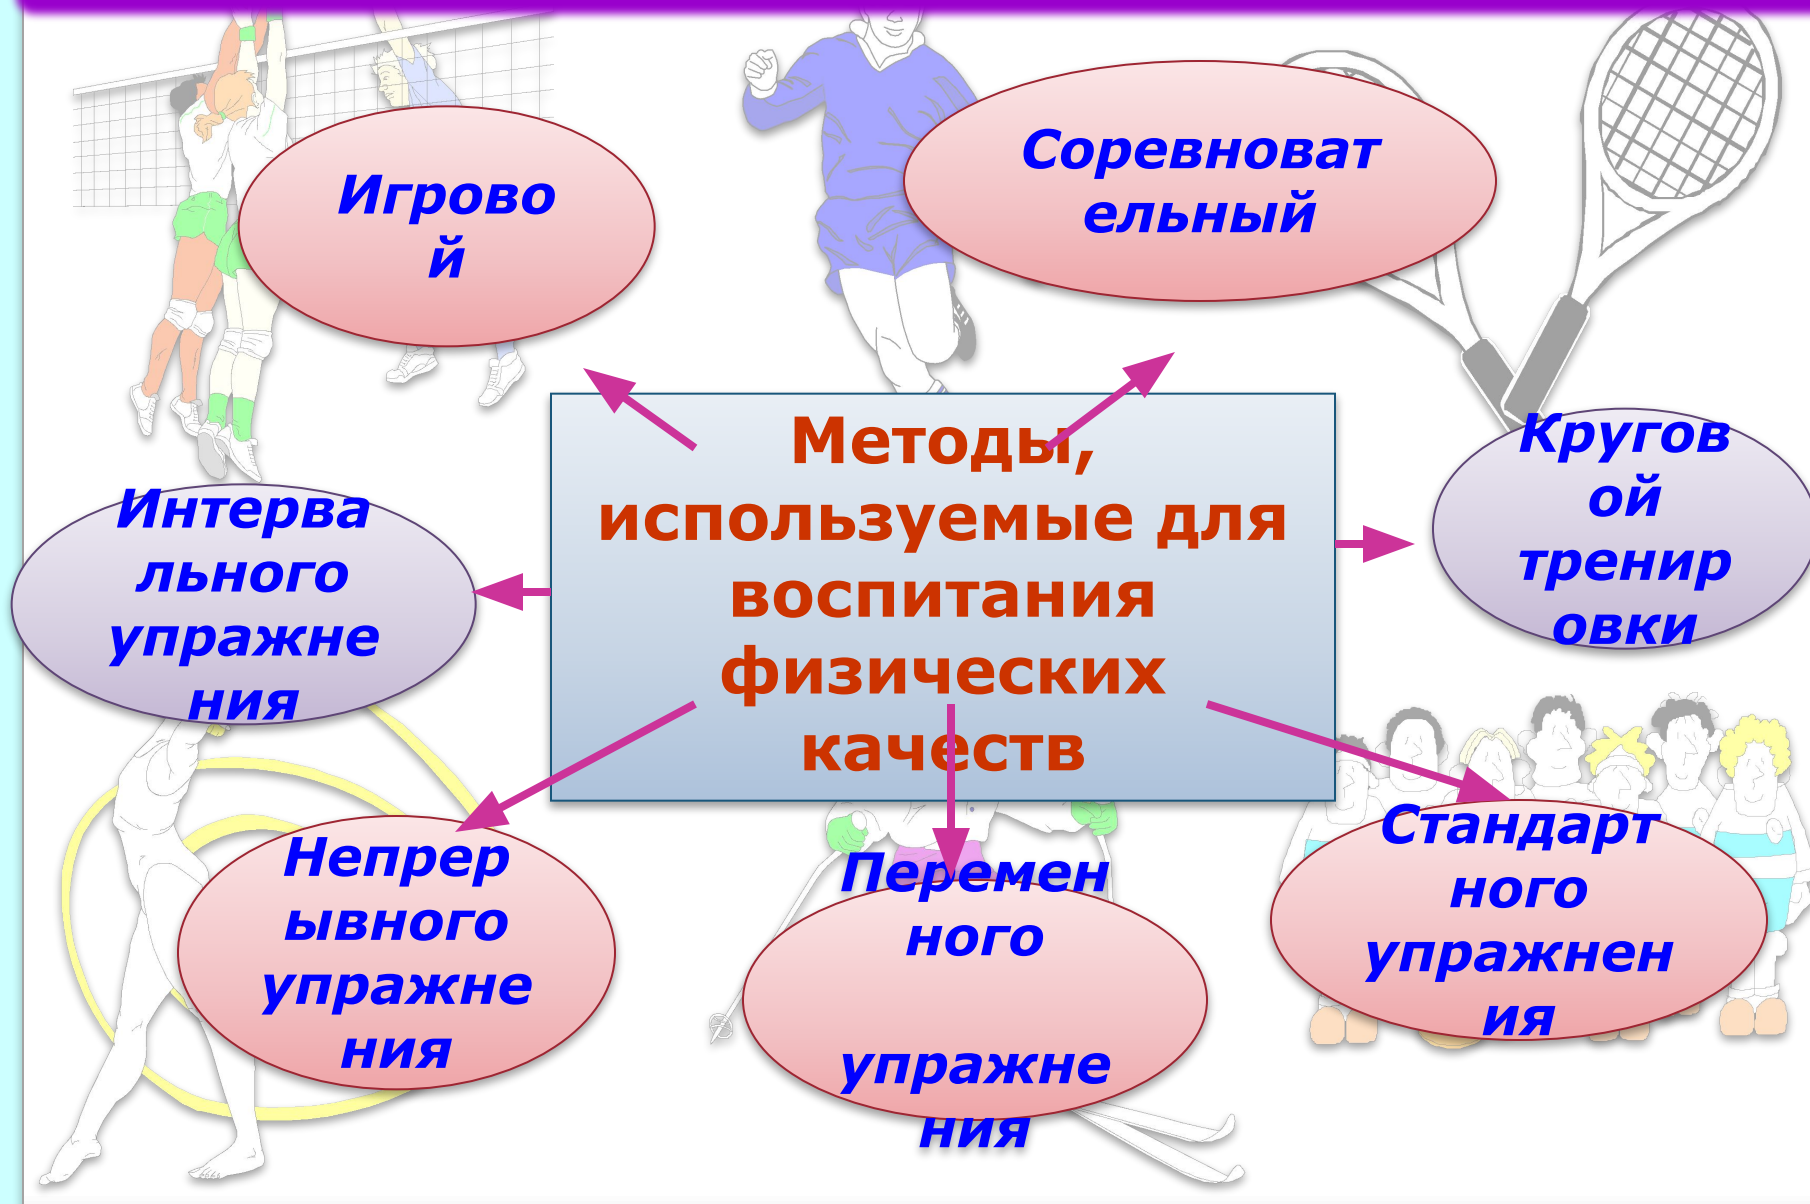 Игрово
й
Соревноват
ельный
Методы,
используемые для
воспитания
физических
качеств
Кругов
ой
тренир
овки
Интерва
льного
упражне
ния
Непрер
ывного
упражне
ния
Перемен
ного
упражне
ния
Стандарт
ного
упражнен
ия